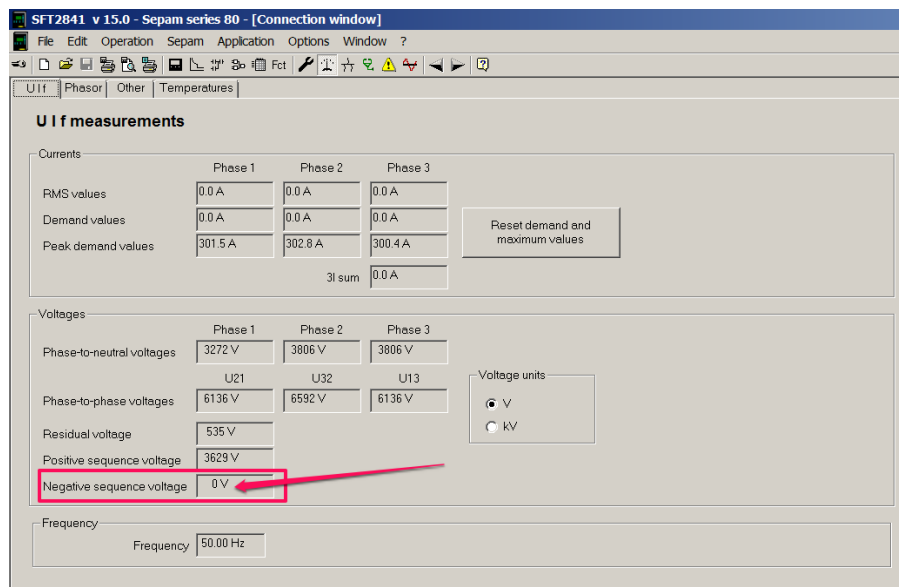 SFT2841 v 15.0 - Sepam series 80 - [Connection window]
File Edit Operation Sepam Application Options Window ?
Fct
U I f Phasor Other Temperatures
U I f measurements
Currents
Phase 1 Phase 2 Phase 3
RMS values 0.0 A 0.0 A 0.0 A
Demand values 0.0 A 0.0 A 0.0 A
Peak demand values 301.5 A 302.8 A 300.4 A
Reset demand and
maximum values
3I sum 0.0 A
Voltages
Phase 1 Phase 2 Phase 3
Phase-to-neutral voltages 3272 V 3806 V 3806 V
U21 U32 U13
Phase-to-phase voltages 6136 V 6592 V 6136 V
Voltage units
V
kV
Residual voltage 535 V
Positive sequence voltage 3629 V
Negative sequence voltage 0 V
Frequency
Frequency 50.00 Hz